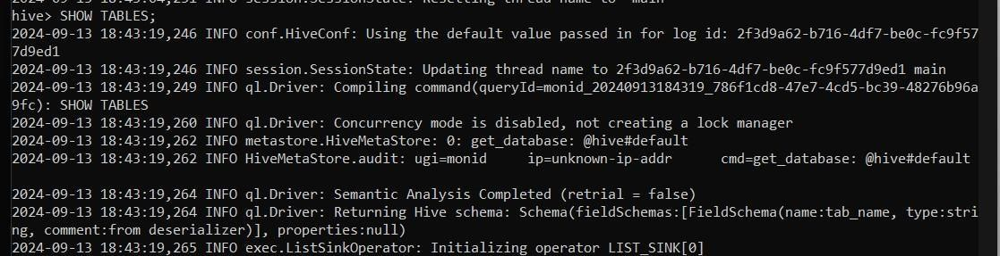 2024-09-13 18:43:04,251 INFO session.SessionState: Resetting thread name to  main
hive> SHOW TABLES;
2024-09-13 18:43:19,246 INFO conf.HiveConf: Using the default value passed in for log id: 2f3d9a62-b716-4df7-be0c-fc9f57
7d9ed1
2024-09-13 18:43:19,246 INFO session.SessionState: Updating thread name to 2f3d9a62-b716-4df7-be0c-fc9f577d9ed1 main
2024-09-13 18:43:19,249 INFO ql.Driver: Compiling command(queryId=monid_20240913184319_786f1cd8-47e7-4cd5-bc39-48276b96a
9fc): SHOW TABLES
2024-09-13 18:43:19,260 INFO ql.Driver: Concurrency mode is disabled, not creating a lock manager
2024-09-13 18:43:19,262 INFO metastore.HiveMetaStore: 0: get_database: @hive#default
2024-09-13 18:43:19,262 INFO HiveMetaStore.audit: ugi=monid     ip=unknown-ip-addr      cmd=get_database: @hive#default
2024-09-13 18:43:19,264 INFO ql.Driver: Semantic Analysis Completed (retrial = false)
2024-09-13 18:43:19,264 INFO ql.Driver: Returning Hive schema: Schema(fieldSchemas:[FieldSchema(name:tab_name, type:stri
ng, comment:from deserializer)], properties:null)
2024-09-13 18:43:19,265 INFO exec.ListSinkOperator: Initializing operator LIST_SINK[0]